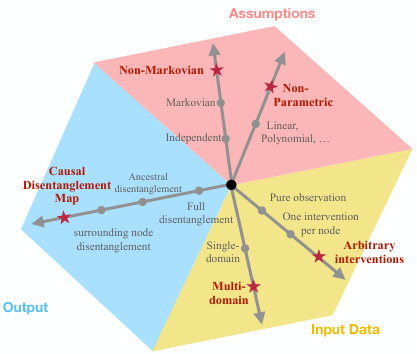 Assumptions
Non-Markovian
Non-
Parametric
Markovian
Linear,
Polynomial, …
Independent
Causal
Disentanglement
Map
Ancestral
disentanglement
Full
disentanglement
surrounding node
disentanglement
Pure observation
One intervention
per node
Arbitrary
interventions
Single-
domain
Multi-
domain
Output
Input Data